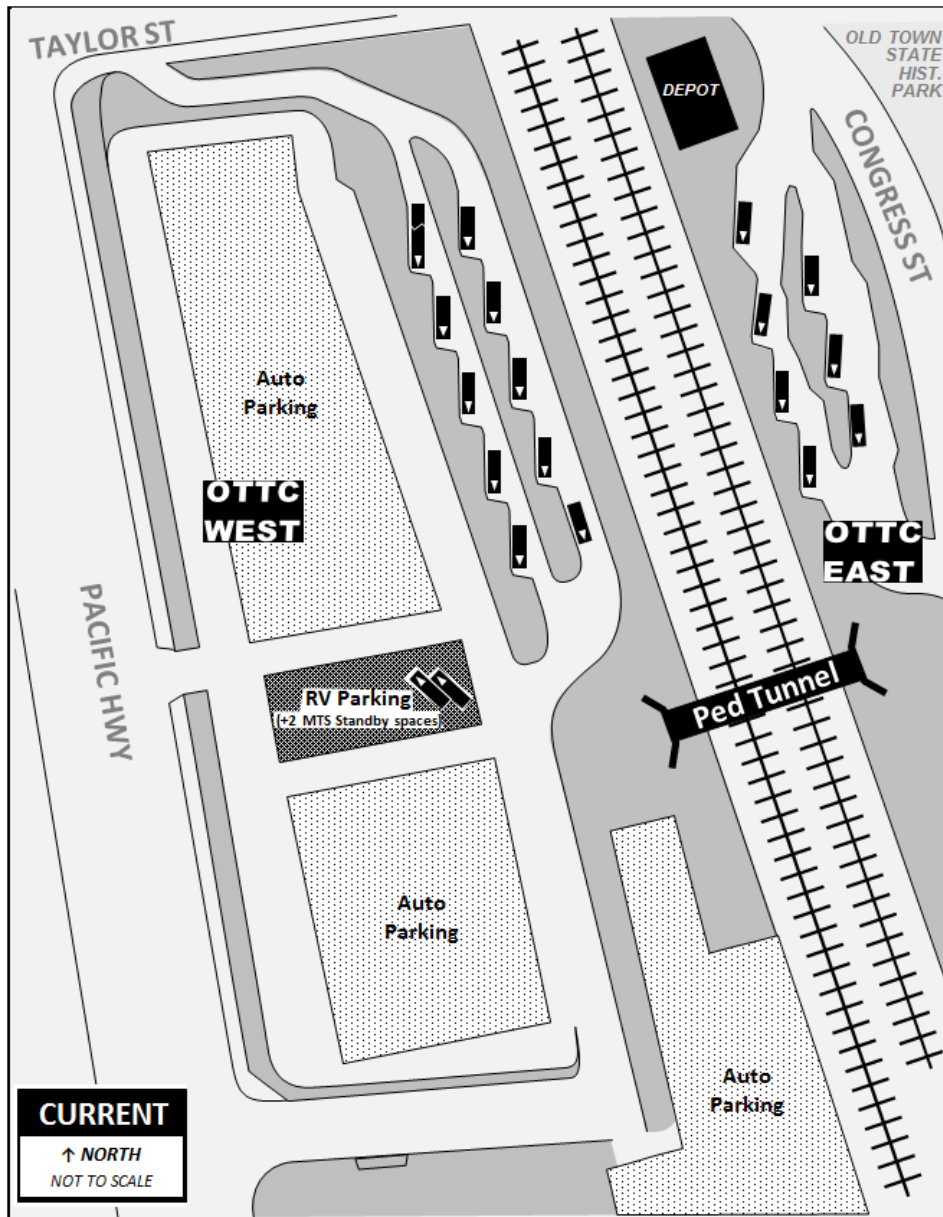 TAYLOR ST
OLD TOWN
STATE
HIST.
PARK
DEPOT
CONGRESS ST
Auto
Parking
OTTC
WEST
OTTC
EAST
PACIFIC HWY
RV Parking
(+2 MTS Standby spaces)
Ped Tunnel
Auto
Parking
Auto
Parking
CURRENT
↑ NORTH
NOT TO SCALE